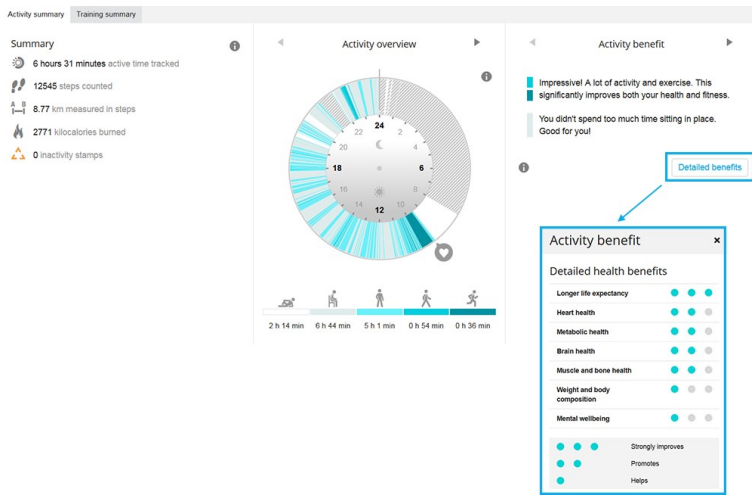 Activity summary
Training summary
Summary
6 hours 31 minutes active time tracked
12545 steps counted
A B
8.77 km measured in steps
2771 kilocalories burned
0 inactivity stamps
Activity overview
24
2
4
6
8
10
12
14
16
18
20
22
2 h 14 min
6 h 44 min
5 h 1 min
0 h 54 min
0 h 36 min
Activity benefit
Impressive! A lot of activity and exercise. This
significantly improves both your health and fitness.
You didn't spend too much time sitting in place.
Good for you!
Detailed benefits
Activity benefit
×
Detailed health benefits
Longer life expectancy
Heart health
Metabolic health
Brain health
Muscle and bone health
Weight and body
composition
Mental wellbeing
Strongly improves
Promotes
Helps